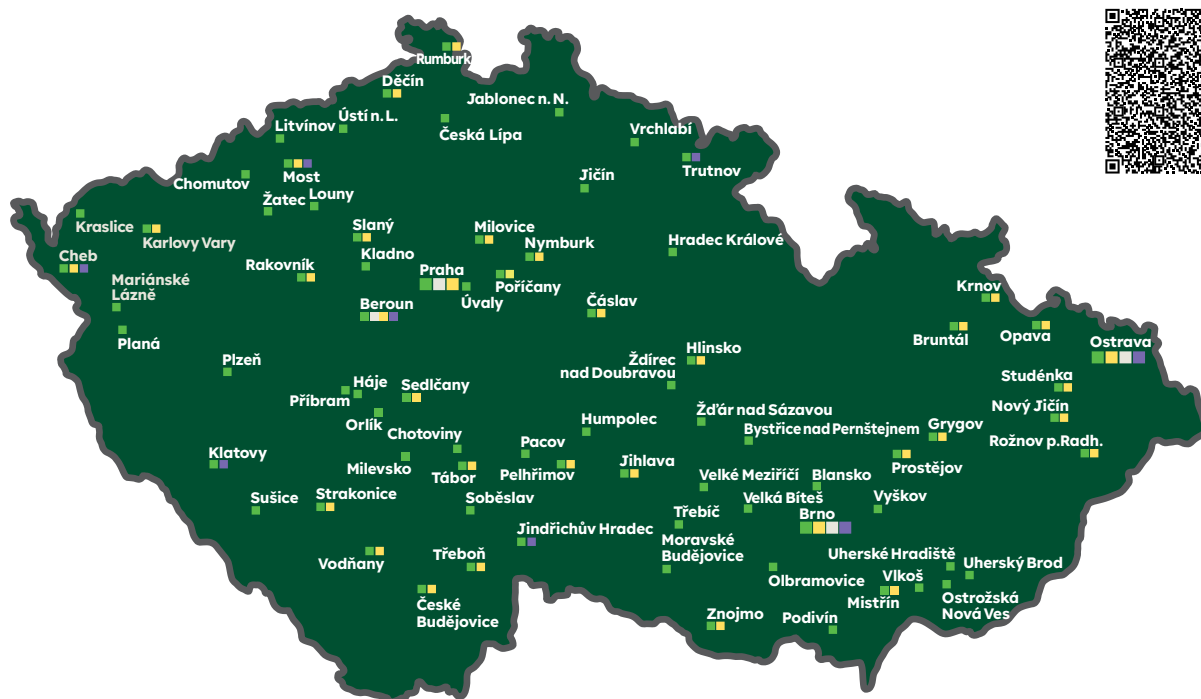 Rumburk
Děčín
Jablonec n. N.
Ústí n. L.
Česká Lípa
Litvínov
Vrchlabí
Most
Trutnov
Chomutov
Jičín
Louny
Žatec
Kraslice
Slaný
Milovice
Karlovy Vary
Nymburk
Hradec Králové
Cheb
Kladno
Rakovník
Praha
Poříčany
Mariánské
Lázně
Úvaly
Krnov
Beroun
Čáslav
Planá
Bruntál
Opava
Ostrava
Hlinsko
Plzeň
Ždírec
nad Doubravou
Studénka
Háje
Sedlčany
Příbram
Nový Jičín
Orlík
Humpolec
Žďár nad Sázavou
Grygov
Bystřice nad Pernštejnem
Chotoviny
Rožnov p.Radh.
Klatovy
Pacov
Jihlava
Milevsko
Prostějov
Tábor
Pelhřimov
Velké Meziříčí
Blansko
Sušice
Strakonice
Soběslav
Velká Bíteš
Vyškov
Brno
Třebíč
Jindřichův Hradec
Moravské
Budějovice
Vodňany
Třeboň
Uherské Hradiště
Uherský Brod
Olbramovice
Vlkoš
České
Budějovice
Mistřín
Ostrožská
Nová Ves
Znojmo
Podivín